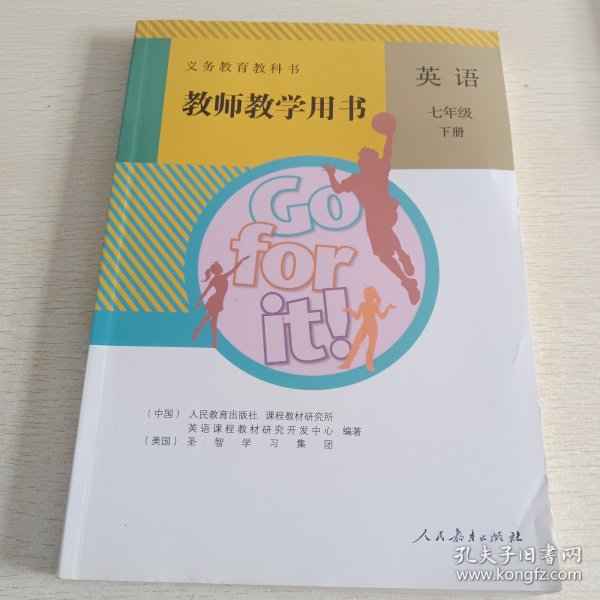 义务教育教科书
教师教学用书
英语
七年级
下册
Go
for
it!
(中国) 人民教育出版社 课程教材研究所
英语课程教材研究开发中心 编著
(美国) 圣智学习集团
人民教育出版社
孔夫子旧书网
www.kongfz.com